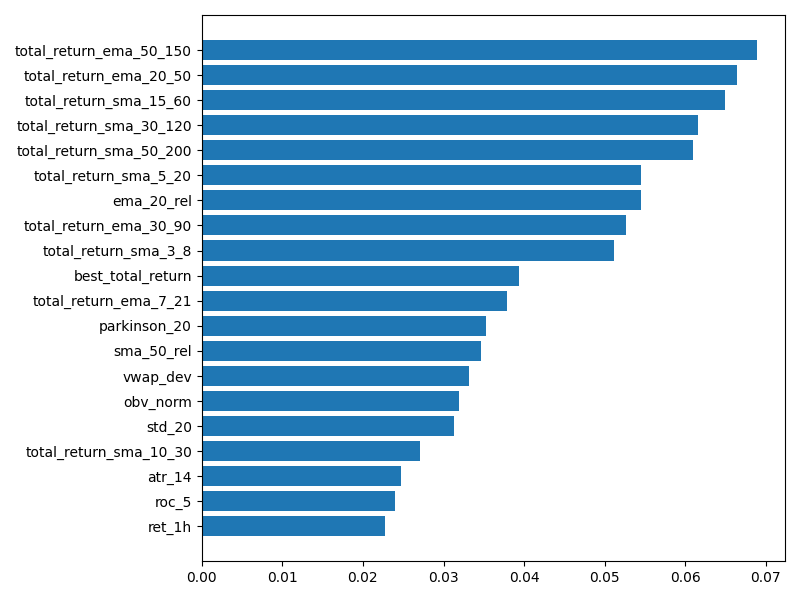 total_return_ema_50_150
total_return_ema_20_50
total_return_sma_15_60
total_return_sma_30_120
total_return_sma_50_200
total_return_sma_5_20
ema_20_rel
total_return_ema_30_90
total_return_sma_3_8
best_total_return
total_return_ema_7_21
parkinson_20
sma_50_rel
vwap_dev
obv_norm
std_20
total_return_sma_10_30
atr_14
roc_5
ret_1h
0.00 0.01 0.02 0.03 0.04 0.05 0.06 0.07